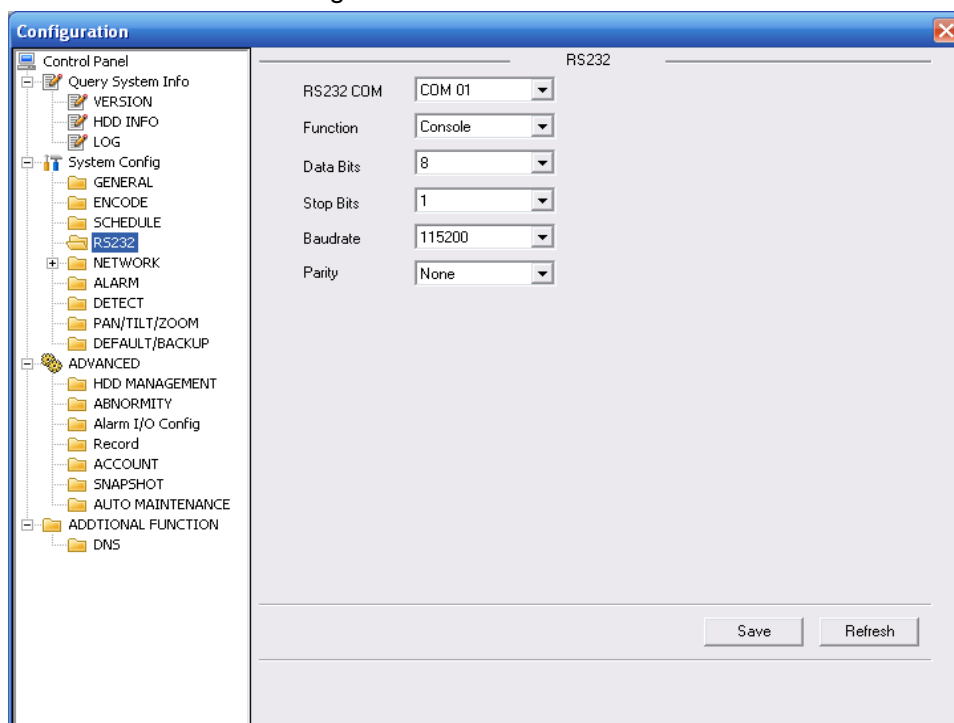 Configuration
Control Panel
Query System Info
VERSION
HDD INFO
LOG
System Config
GENERAL
ENCODE
SCHEDULE
RS232
NETWORK
ALARM
DETECT
PAN/TILT/ZOOM
DEFAULT/BACKUP
ADVANCED
HDD MANAGEMENT
ABNORMITY
Alarm I/O Config
Record
ACCOUNT
SNAPSHOT
AUTO MAINTENANCE
ADDTIONAL FUNCTION
DNS
RS232
RS232 COM COM 01
Function Console
Data Bits 8
Stop Bits 1
Baudrate 115200
Parity None
Save Refresh